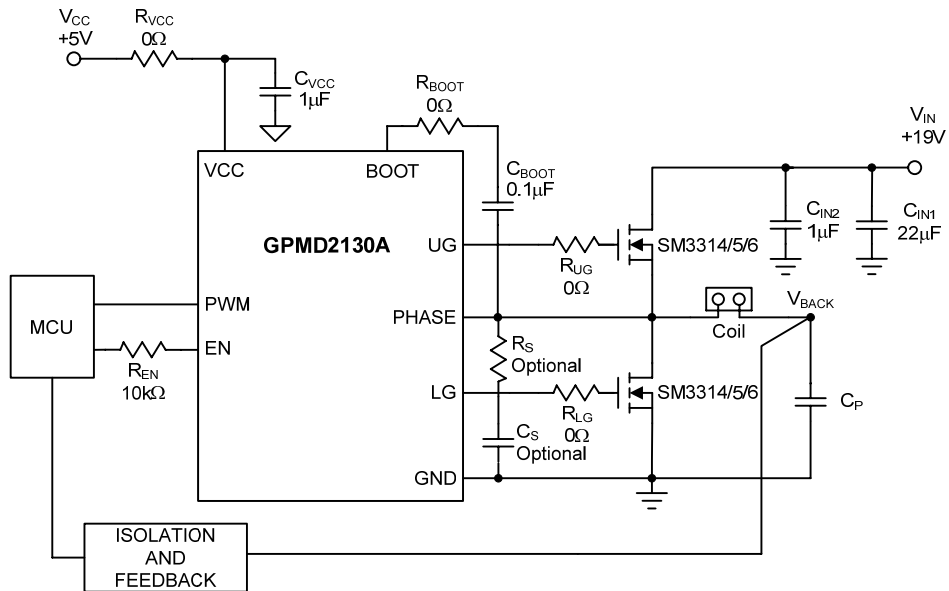 VCC
+5V
RVCC
0Ω
CVCC
1µF
RBOOT
0Ω
VIN
+19V
VCC
BOOT
CBOOT
0.1µF
CIN2
1µF
CIN1
22µF
GPMD2130A
UG
RUG
0Ω
SM3314/5/6
MCU
PWM
PHASE
Coil
VBACK
EN
REN
10kΩ
RS
Optional
LG
RLG
0Ω
SM3314/5/6
CP
CS
Optional
GND
ISOLATION
AND
FEEDBACK